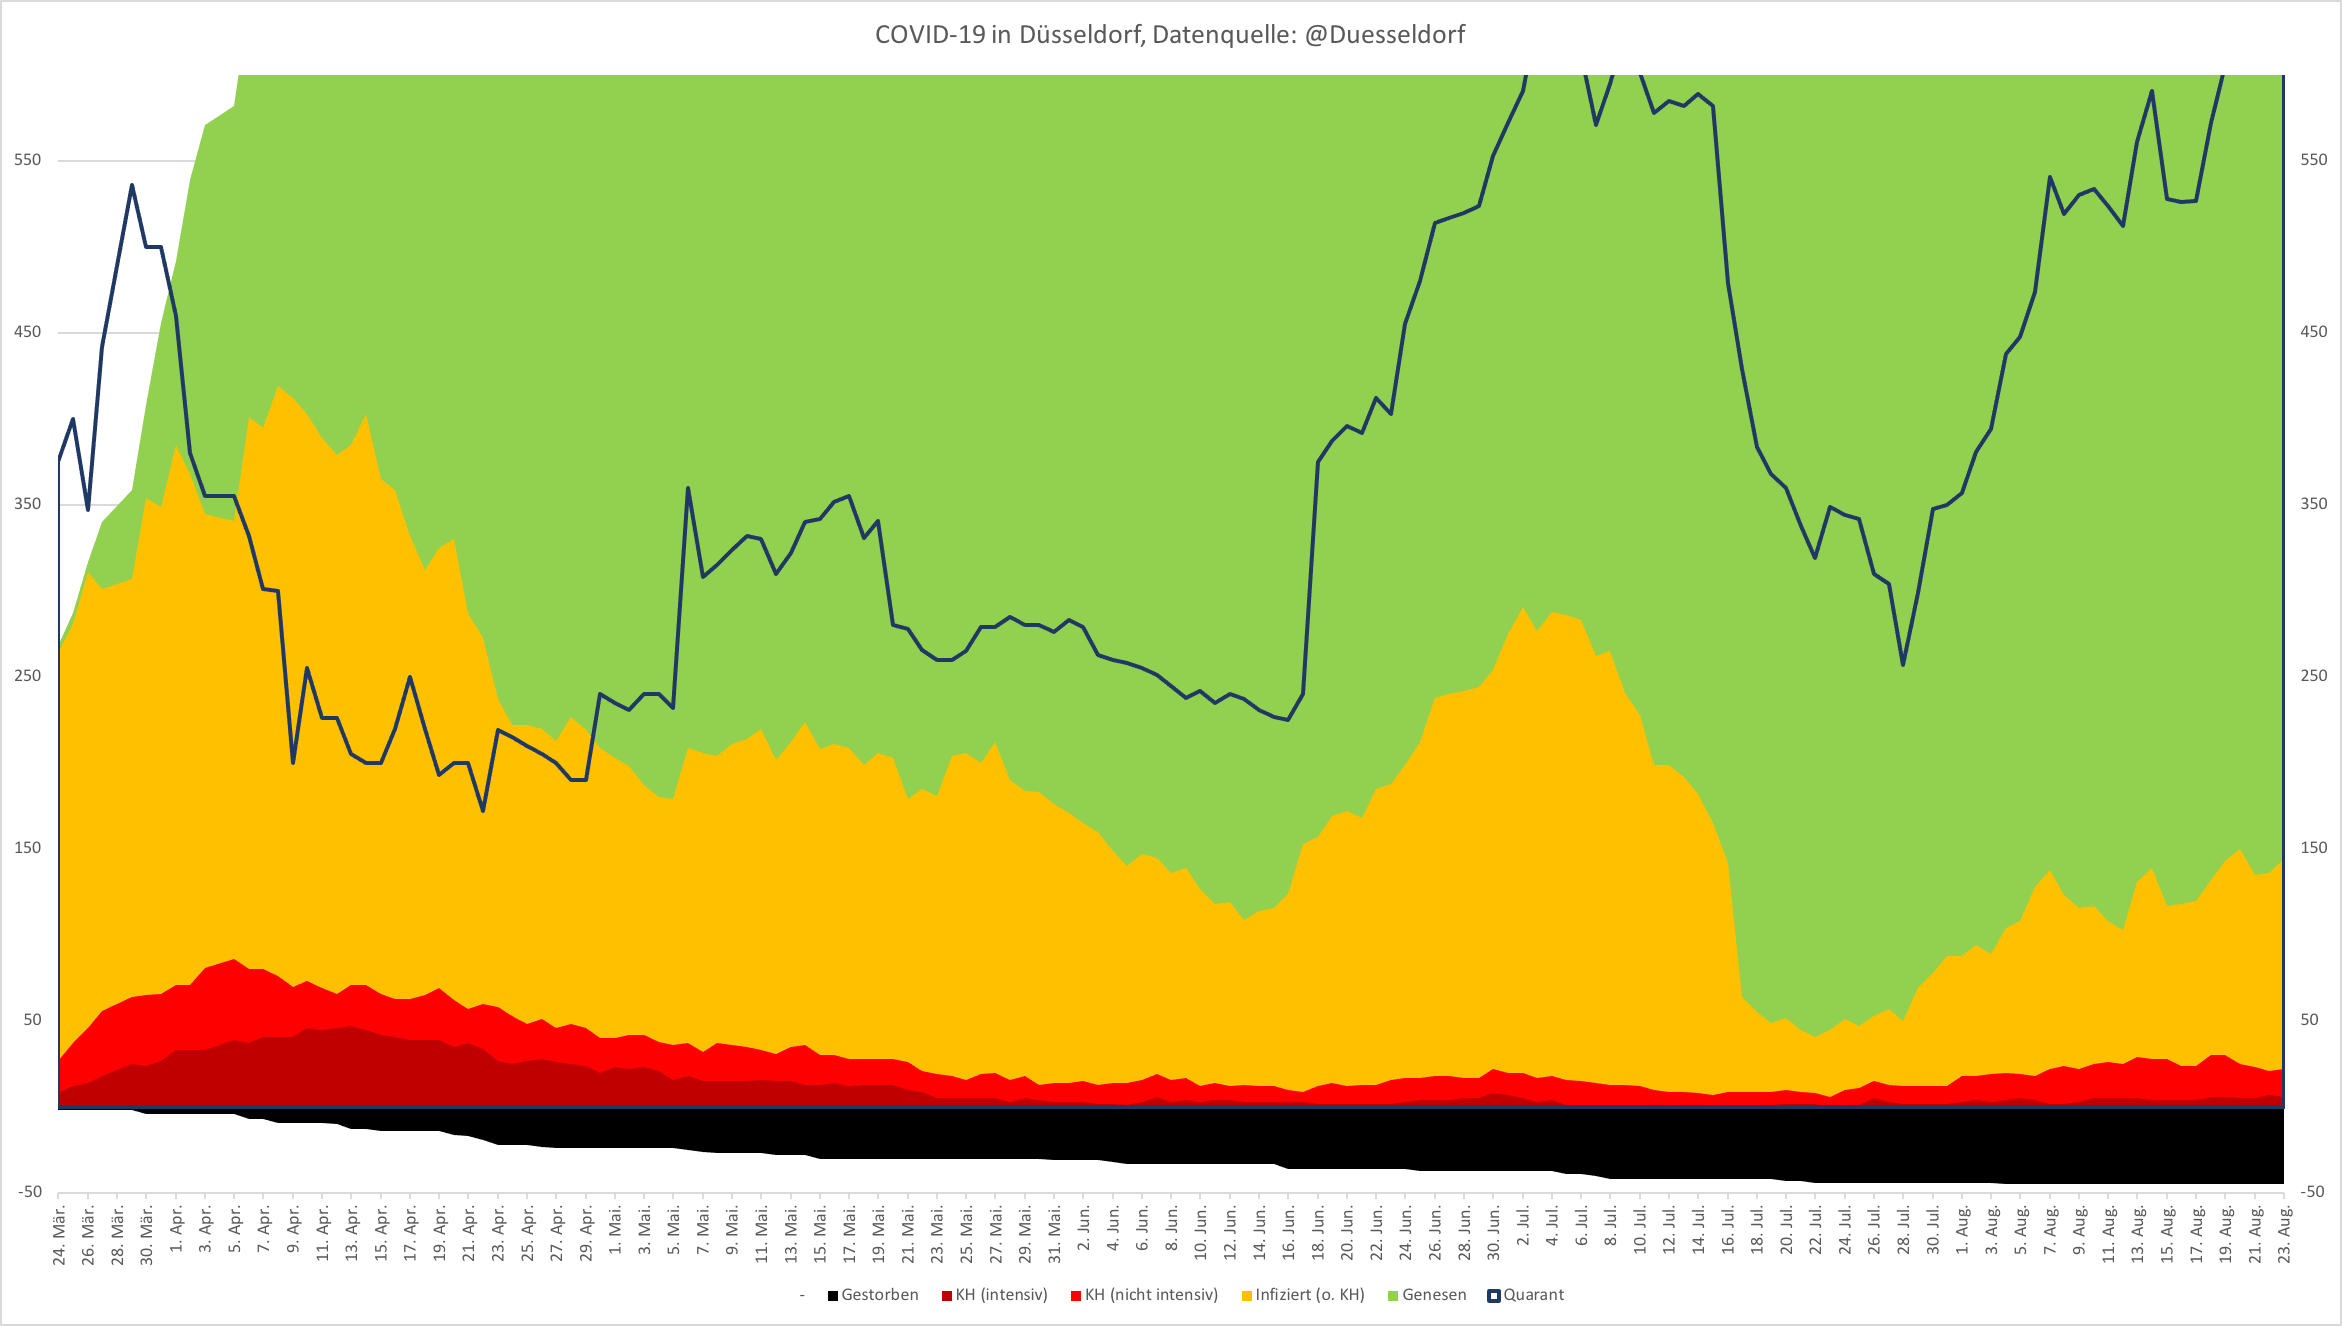 COVID-19 in Düsseldorf, Datenquelle: @Duesseldorf
550 550
450 450
350 350
250 250
150 150
50 50
-50 -50
24. Mär. 26. Mär. 28. Mär. 30. Mär. 1. Apr. 3. Apr. 5. Apr. 7. Apr. 9. Apr. 11. Apr. 13. Apr. 15. Apr. 17. Apr. 19. Apr. 21. Apr. 23. Apr. 25. Apr. 27. Apr. 29. Apr. 1. Mai. 3. Mai. 5. Mai. 7. Mai. 9. Mai. 11. Mai. 13. Mai. 15. Mai. 17. Mai. 19. Mai. 21. Mai. 23. Mai. 25. Mai. 27. Mai. 29. Mai. 31. Mai. 2. Jun. 4. Jun. 6. Jun. 8. Jun. 10. Jun. 12. Jun. 14. Jun. 16. Jun. 18. Jun. 20. Jun. 22. Jun. 24. Jun. 26. Jun. 28. Jun. 30. Jun. 2. Jul. 4. Jul. 6. Jul. 8. Jul. 10. Jul. 12. Jul. 14. Jul. 16. Jul. 18. Jul. 20. Jul. 22. Jul. 24. Jul. 26. Jul. 28. Jul. 30. Jul. 1. Aug. 3. Aug. 5. Aug. 7. Aug. 9. Aug. 11. Aug. 13. Aug. 15. Aug. 17. Aug. 19. Aug. 21. Aug. 23. Aug.
- Gestorben KH (intensiv) KH (nicht intensiv) Infiziert (o. KH) Genesen Quarant